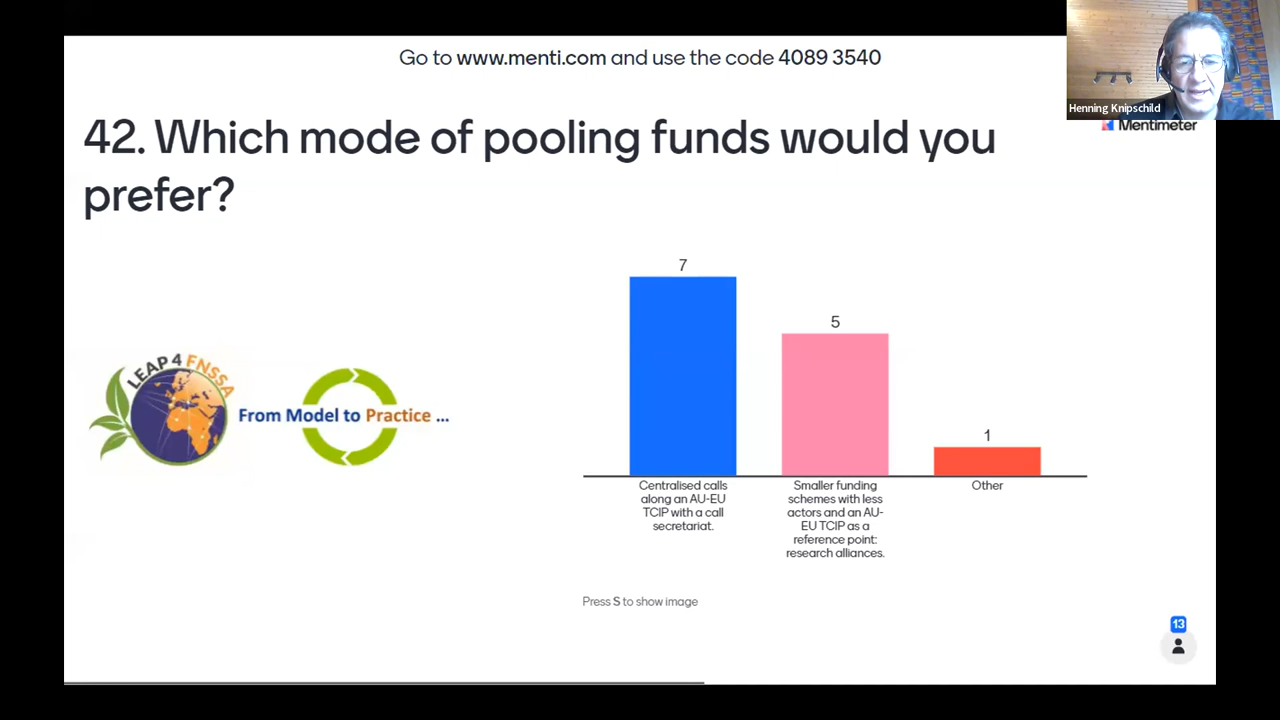 Go to www.menti.com and use the code 4089 3540
Henning Knipschild
Mentimeter
42. Which mode of pooling funds would you
prefer?
7
5
1
LEAP4FNSSA
From Model to Practice ...
Centralised calls
along an AU-EU
TCIP with a call
secretariat.
Smaller funding
schemes with less
actors and an AU-
EU TCIP as a
reference point:
research alliances.
Other
Press S to show image
13